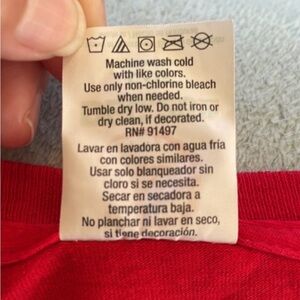 Machine wash cold
with like colors.
Use only non-chlorine bleach
when needed.
Tumble dry low. Do not iron or
dry clean, if decorated.
RN# 91497
Lavar en lavadora con agua fría
con colores similares.
Usar solo blanqueador sin
cloro si se necesita.
Secar en secadora a
temperatura baja.
No planchar ni lavar en seco,
si tiene decoración.